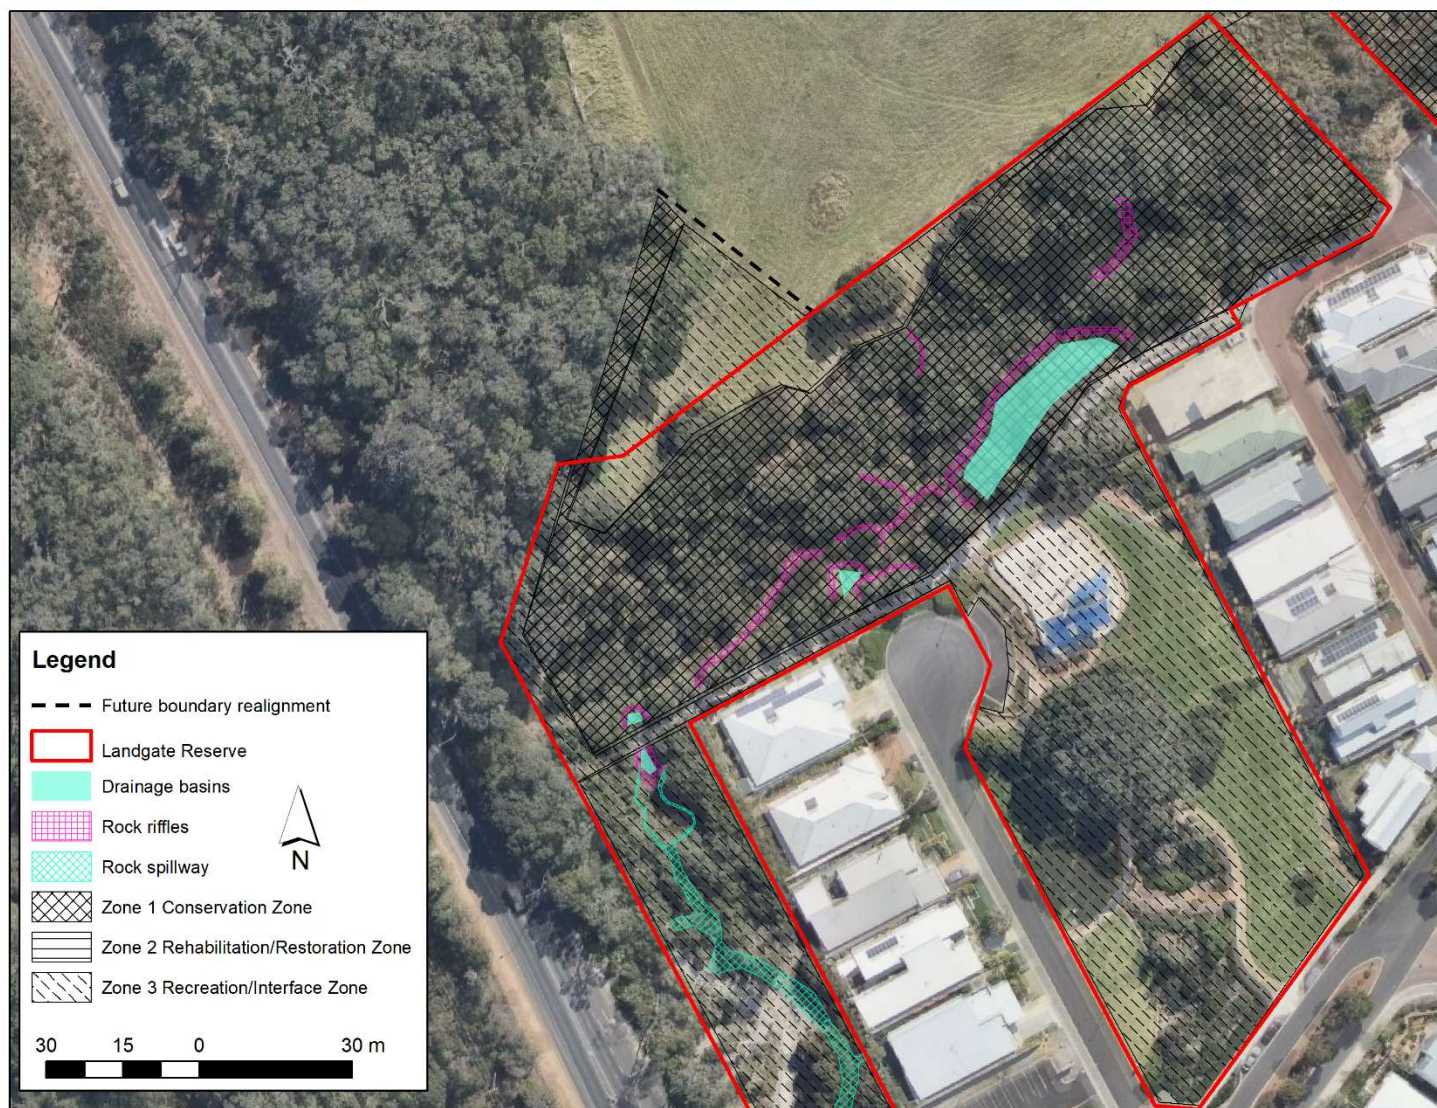 Legend
Future boundary realignment
Landgate Reserve
Drainage basins
Rock riffles
Rock spillway
N
Zone 1 Conservation Zone
Zone 2 Rehabilitation/Restoration Zone
Zone 3 Recreation/Interface Zone
30 15 0 30 m